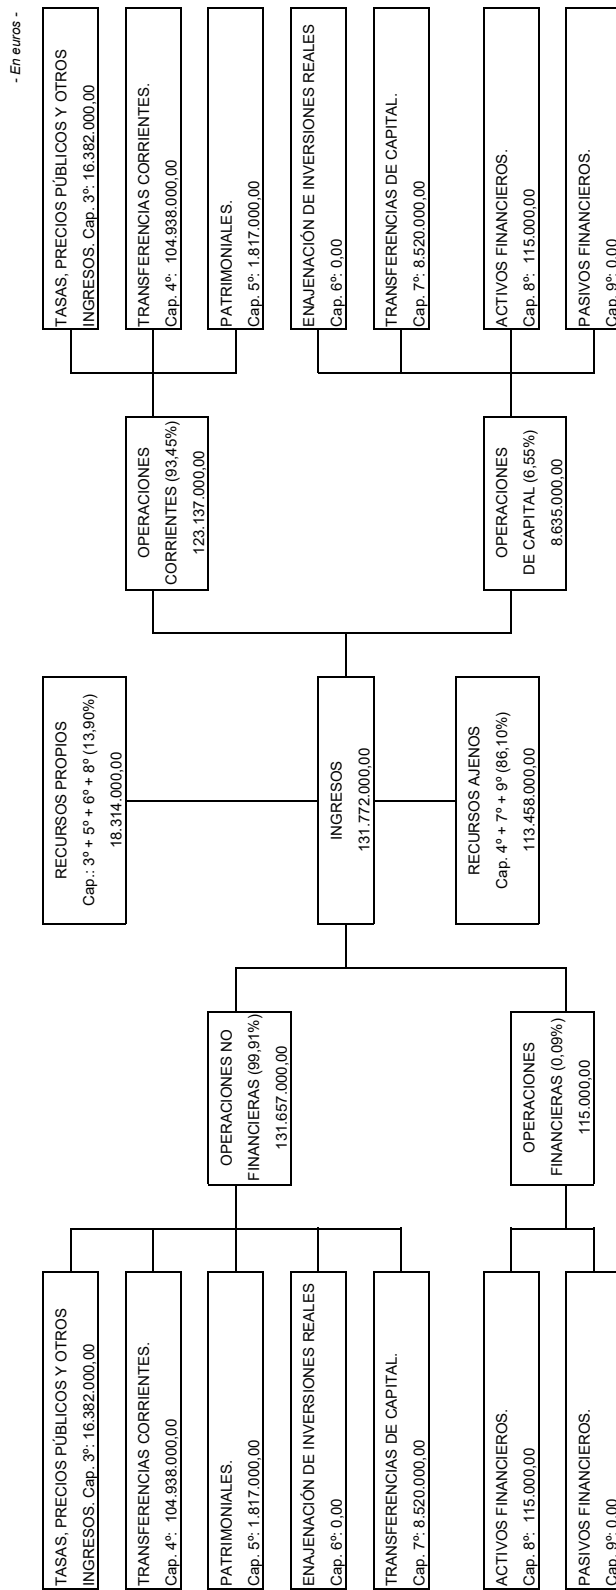 - En euros -
TASAS, PRECIOS PÚBLICOS Y OTROS
INGRESOS. Cap. 3º: 16.382.000,00
TRANSFERENCIAS CORRIENTES.
Cap. 4º: 104.938.000,00
PATRIMONIALES.
Cap. 5º: 1.817.000,00
ENAJENACIÓN DE INVERSIONES REALES
Cap. 6º: 0,00
TRANSFERENCIAS DE CAPITAL.
Cap. 7º: 8.520.000,00
ACTIVOS FINANCIEROS.
Cap. 8º: 115.000,00
PASIVOS FINANCIEROS.
Cap. 9º: 0,00
OPERACIONES NO
FINANCIERAS (99,91%)
131.657.000,00
OPERACIONES
FINANCIERAS (0,09%)
115.000,00
RECURSOS PROPIOS
Cap.: 3º + 5º + 6º + 8º (13,90%)
18.314.000,00
INGRESOS
131.772.000,00
RECURSOS AJENOS
Cap. 4º + 7º + 9º (86,10%)
113.458.000,00
OPERACIONES
CORRIENTES (93,45%)
123.137.000,00
OPERACIONES
DE CAPITAL (6,55%)
8.635.000,00
TASAS, PRECIOS PÚBLICOS Y OTROS
INGRESOS. Cap. 3º: 16.382.000,00
TRANSFERENCIAS CORRIENTES.
Cap. 4º: 104.938.000,00
PATRIMONIALES.
Cap. 5º: 1.817.000,00
ENAJENACIÓN DE INVERSIONES REALES
Cap. 6º: 0,00
TRANSFERENCIAS DE CAPITAL.
Cap. 7º: 8.520.000,00
ACTIVOS FINANCIEROS.
Cap. 8º: 115.000,00
PASIVOS FINANCIEROS.
Cap. 9º: 0,00